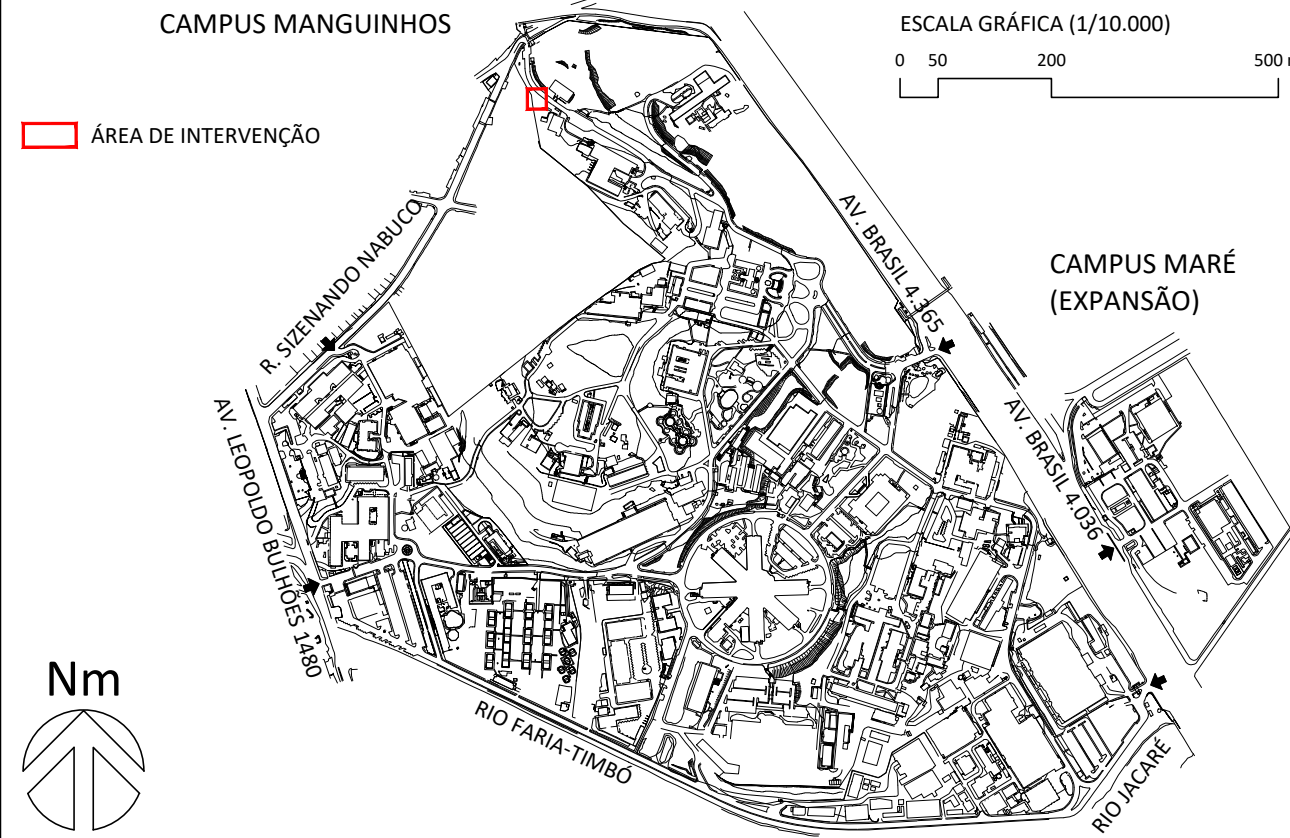 CAMPUS MANGUINHOS
ESCALA GRÁFICA (1/10.000)
0 50 200 500 m
ÁREA DE INTERVENÇÃO
R. SIZENANDO NABUCO
AV. BRASIL 4.365
CAMPUS MARÉ
(EXPANSÃO)
AV. LEOPOLDO BULHÕES 1480
AV. BRASIL 4.036
Nm
RIO FARIA-TIMBÓ
RIO JACARÉ